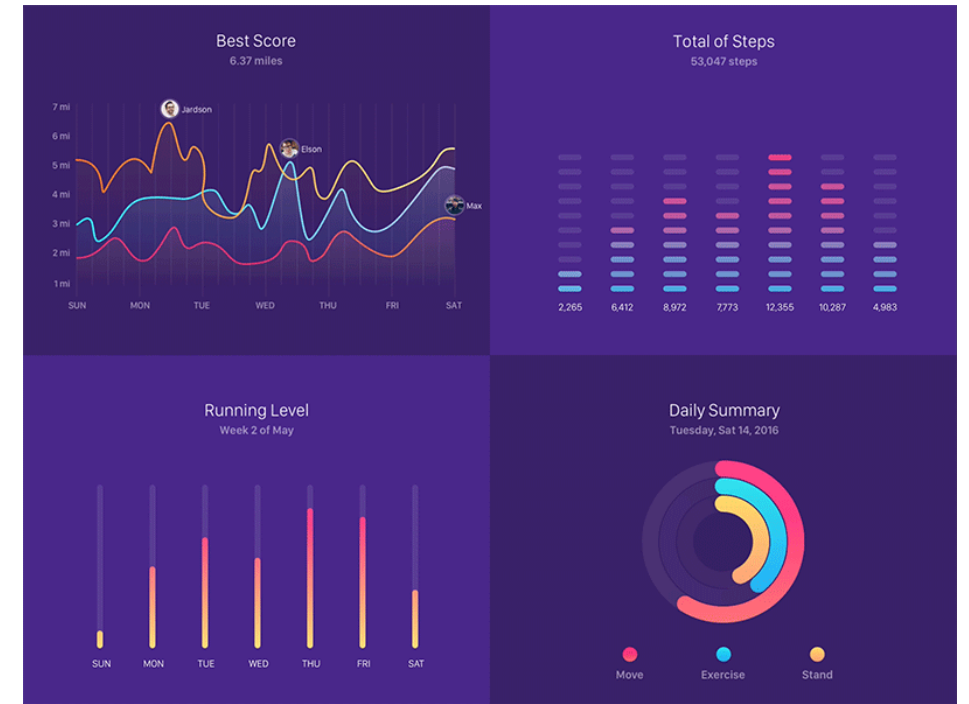 Best Score
6.37 miles
7 mi
Jardson
6 mi
Elson
5 mi
4 mi
Max
3 mi
2 mi
1 mi
SUN MON TUE WED THU FRI SAT
Total of Steps
53,047 steps
2,265 6,412 8,972 7,773 12,355 10,287 4,983
Running Level
Week 2 of May
SUN MON TUE WED THU FRI SAT
Daily Summary
Tuesday, Sat 14, 2016
Move Exercise Stand